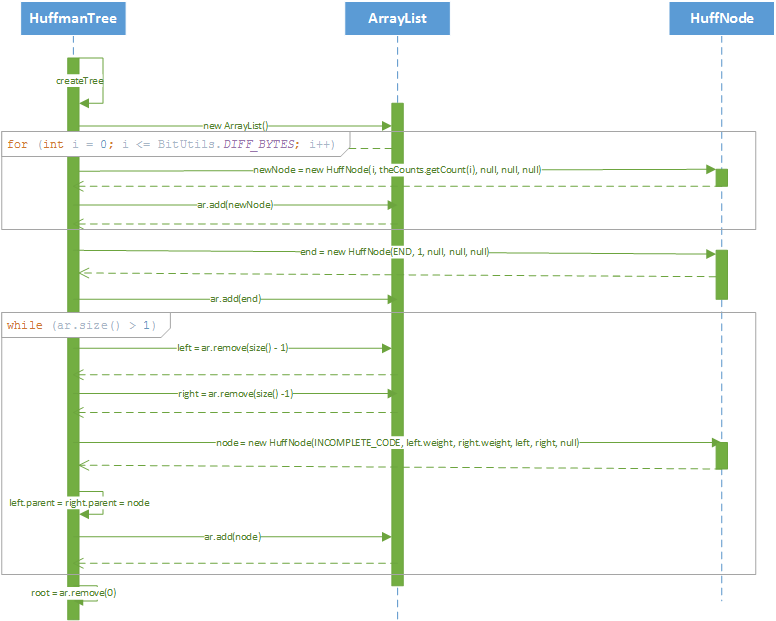 HuffmanTree
ArrayList
HuffNode
createTree
new ArrayList()
for (int i = 0; i <= BitUtils.DIFF_BYTES; i++)
newNode = new HuffNode(i, theCounts.getCount(i), null, null, null)
ar.add(newNode)
end = new HuffNode(END, 1, null, null, null)
ar.add(end)
while (ar.size() > 1)
left = ar.remove(size() - 1)
right = ar.remove(size() -1)
node = new HuffNode(INCOMPLETE_CODE, left.weight, right.weight, left, right, null)
left.parent = right.parent = node
ar.add(node)
root = ar.remove(0)